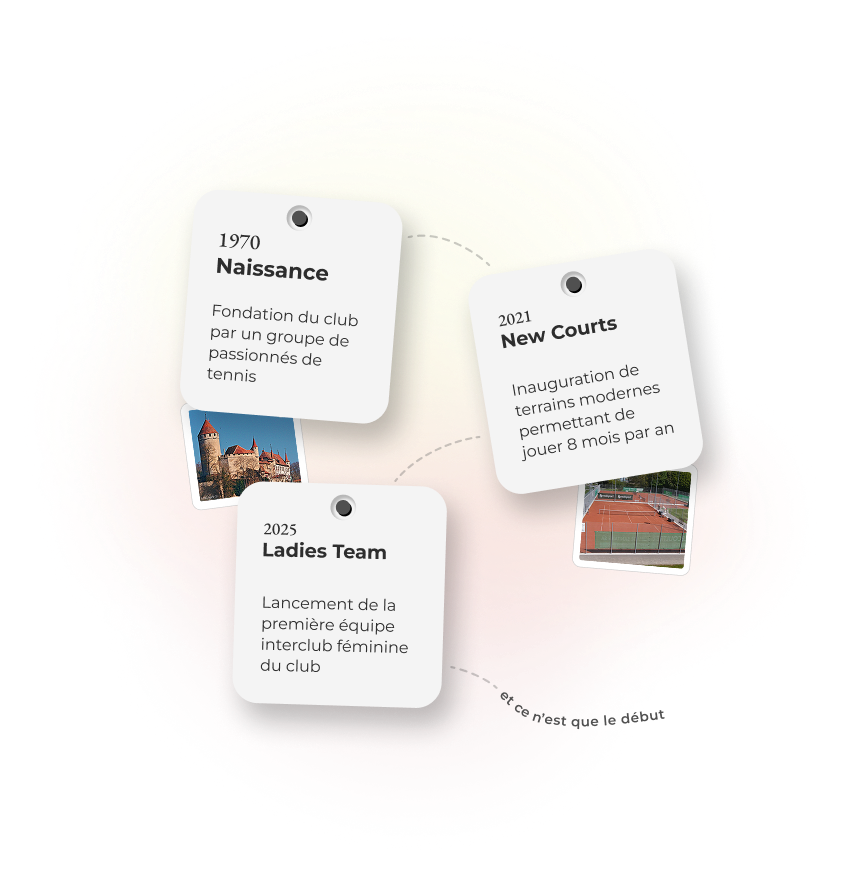 1970
Naissance
Fondation du club
par un groupe de
passionnés de
tennis
2021
New Courts
Inauguration de
terrains modernes
permettant de
jouer 8 mois par an
2025
Ladies Team
Lancement de la
première équipe
interclub féminine
du club
et ce n'est que le début